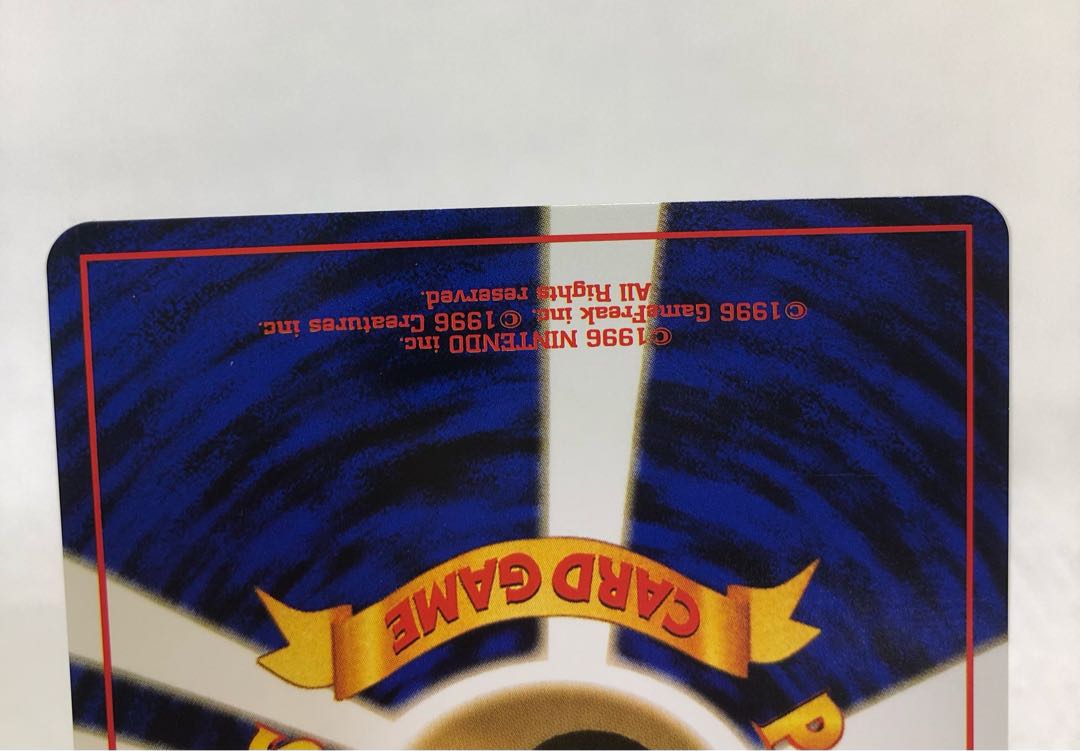 CARD GAME
©1996 NINTENDO inc.
©1996 GameFreak inc. ©1996 Creatures inc.
All Rights reserved.